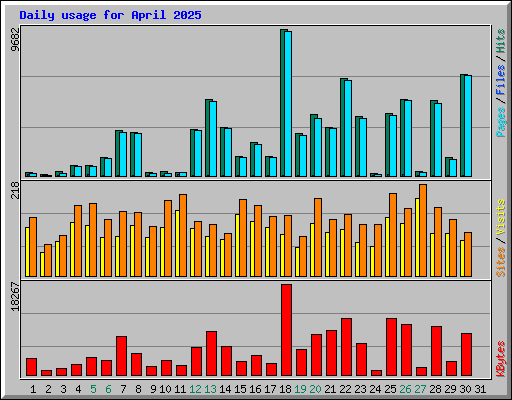 Daily usage for April 2025
9682
Pages / Files / Hits
218
Sites / Visits
18267
KBytes
1 2 3 4 5 6 7 8 9 10 11 12 13 14 15 16 17 18 19 20 21 22 23 24 25 26 27 28 29 30 31